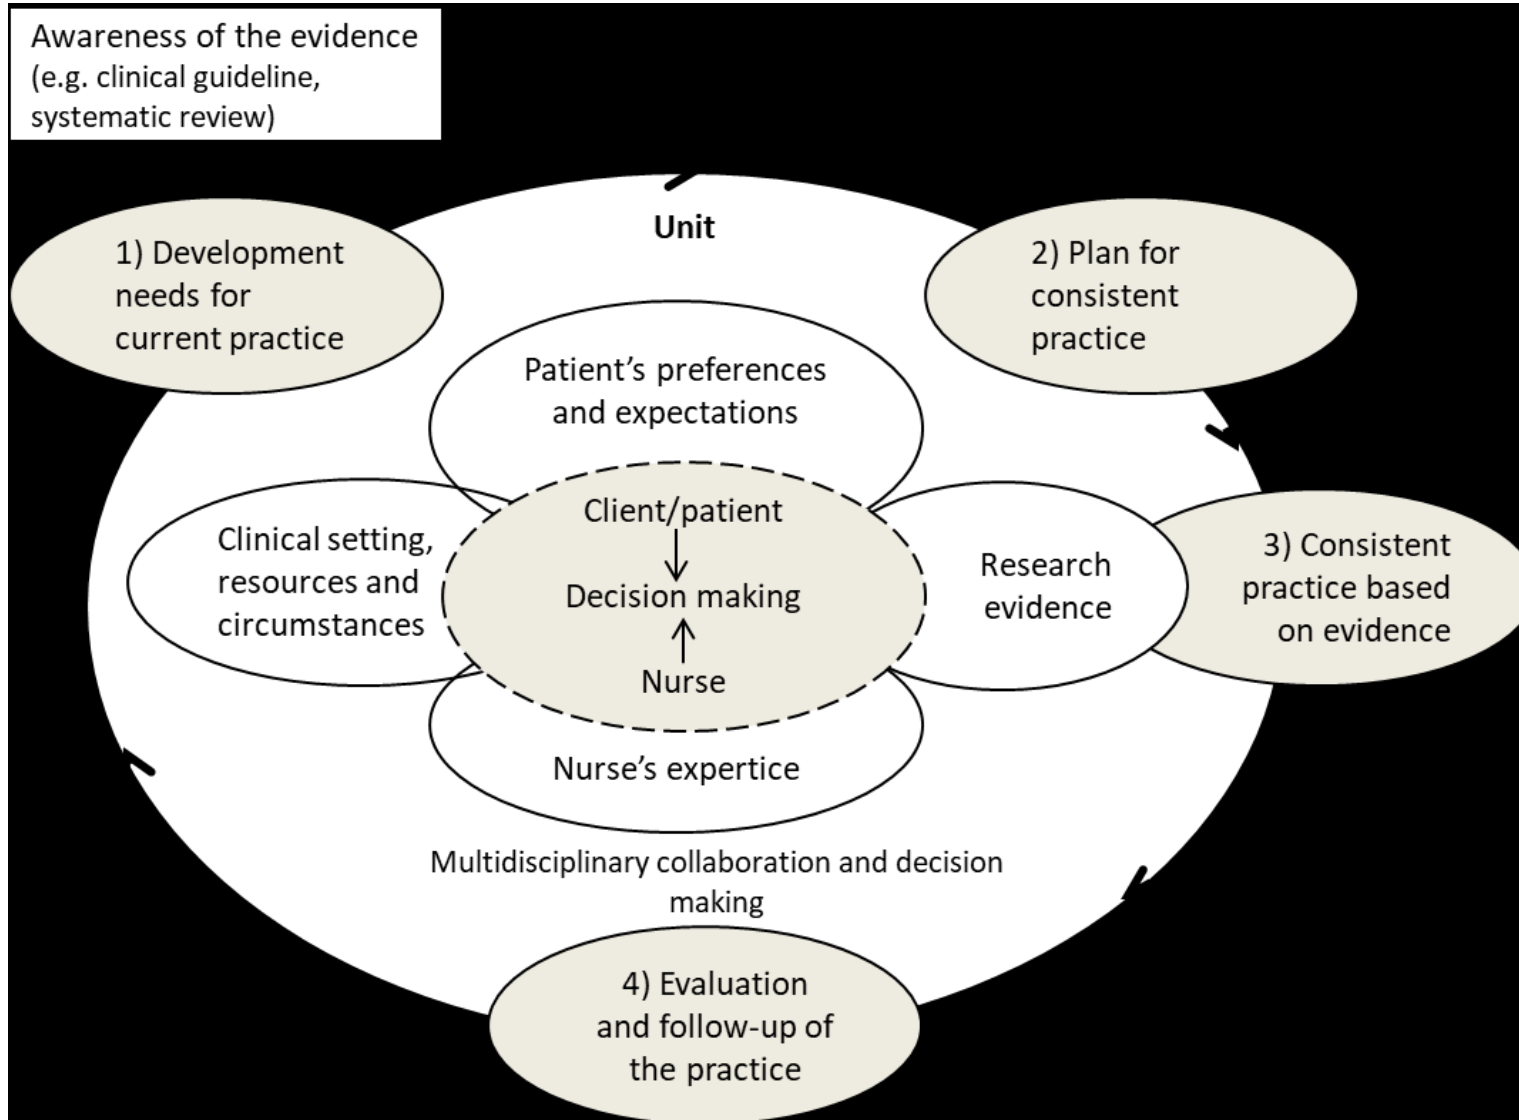 Awareness of the evidence
(e.g. clinical guideline,
systematic review)
Unit
1) Development
needs for
current practice
2) Plan for
consistent
practice
Patient's preferences
and expectations
Client/patient
Decision making
Nurse
Clinical setting,
resources and
circumstances
Research
evidence
3) Consistent
practice based
on evidence
Nurse's expertice
Multidisciplinary collaboration and decision
making
4) Evaluation
and follow-up of
the practice